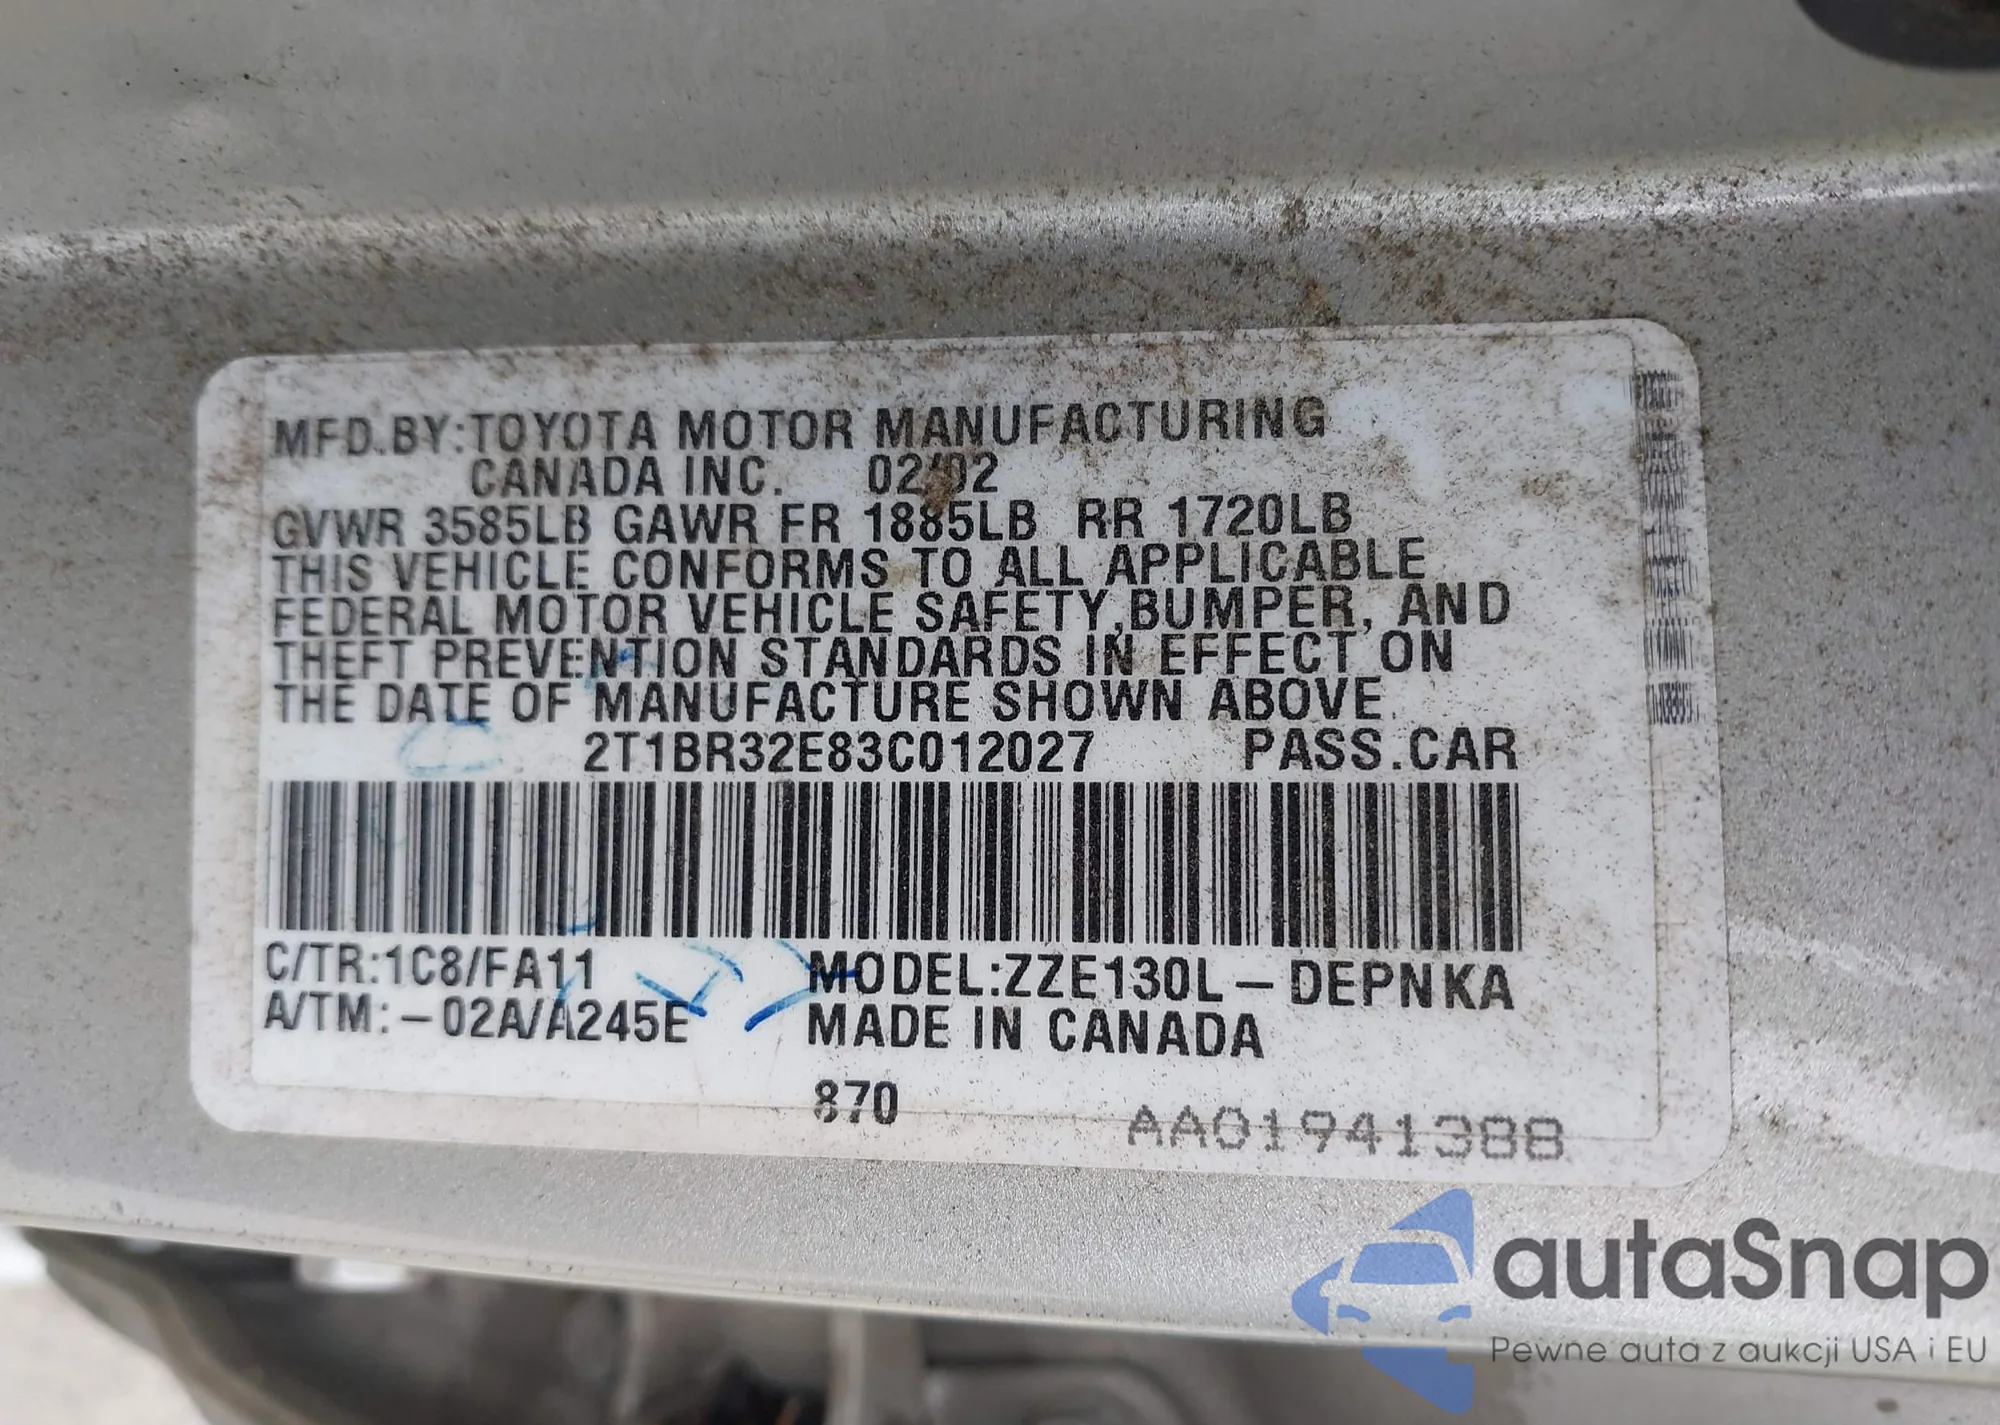 MFD.BY:TOYOTA MOTOR MANUFACTURING
CANADA INC. 02/02
GVWR 3585LB GAWR FR 1885LB RR 1720LB
THIS VEHICLE CONFORMS TO ALL APPLICABLE
FEDERAL MOTOR VEHICLE SAFETY,BUMPER, AND
THEFT PREVENTION STANDARDS IN EFFECT ON
THE DATE OF MANUFACTURE SHOWN ABOVE.
2T1BR32E83C012027 PASS.CAR
C/TR:1C8/FA11 MODEL:ZZE130L-DEPNKA
A/TM:-02A/A245E MADE IN CANADA
870
AA01941388
autaSnap
Pewne auta z aukcji USA i EU